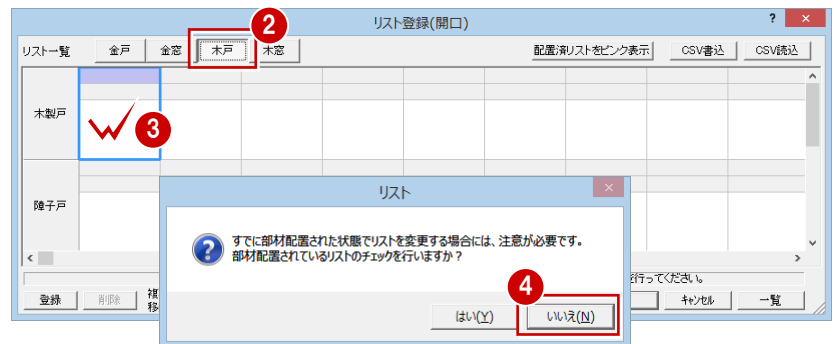 リスト登録(開口)
?
×
2
リスト一覧
金戸
金窓
木戸
木窓
配置済リストをピンク表示
CSV書込
CSV読込
木製戸
3
障子戸
リスト
×
すでに部材配置された状態でリストを変更する場合には、注意が必要です。
部材配置されているリストのチェックを行いますか?
4
はい(Y)
いいえ(N)
行ってください。
登録
削除
複
移
キャンセル
一覧